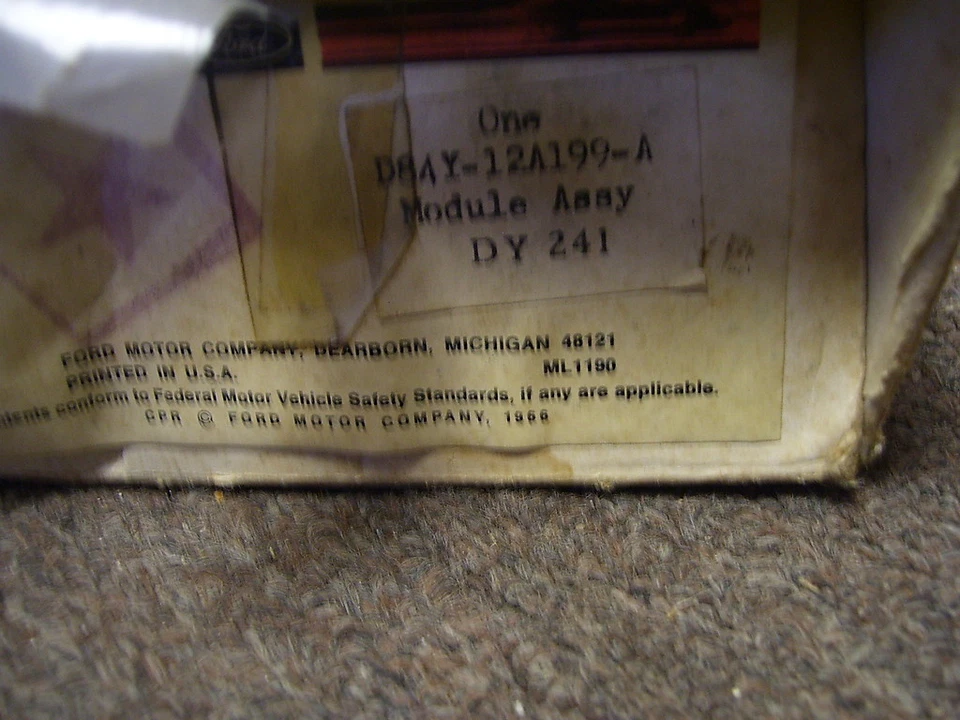 Ford
One
D84Y-12A199-A
Module Assy
DY 241
FORD MOTOR COMPANY, DEARBORN, MICHIGAN 48121
PRINTED IN U.S.A. ML1190
conform to Federal Motor Vehicle Safety Standards, if any are applicable.
CPR © FORD MOTOR COMPANY, 1966